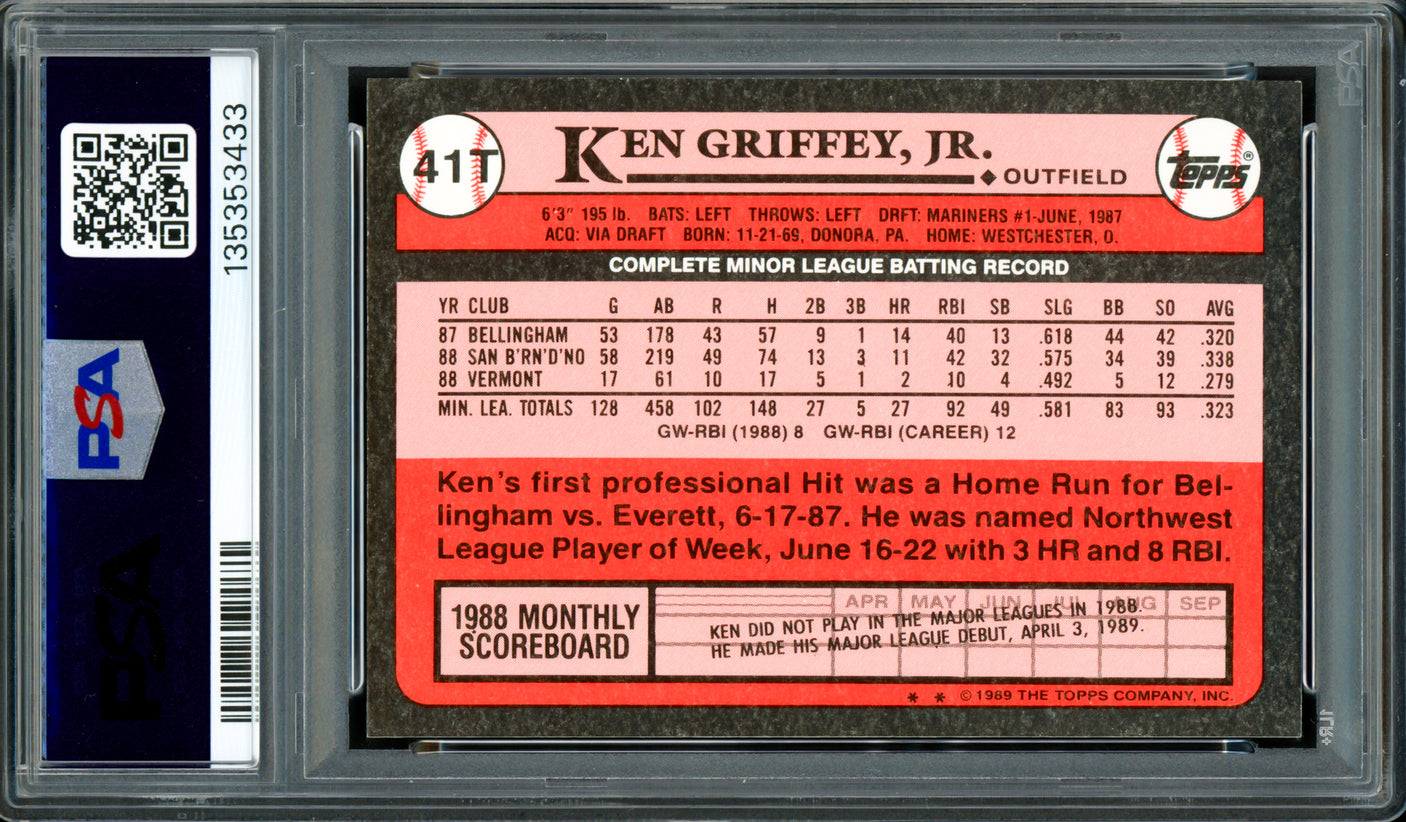 135353433
PSA
PSA
PSA
1LR+
41T
KEN GRIFFEY, JR.
◆ OUTFIELD
TOPPS®
6'3" 195 lb. BATS: LEFT THROWS: LEFT DRFT: MARINERS #1-JUNE, 1987
ACQ: VIA DRAFT BORN: 11-21-69, DONORA, PA. HOME: WESTCHESTER, O.
COMPLETE MINOR LEAGUE BATTING RECORD
YR CLUB G AB R H 2B 3B HR RBI SB SLG BB SO AVG
87 BELLINGHAM 53 178 43 57 9 1 14 40 13 .618 44 42 .320
88 SAN B'RN'D'NO 58 219 49 74 13 3 11 42 32 .575 34 39 .338
88 VERMONT 17 61 10 17 5 1 2 10 4 .492 5 12 .279
MIN. LEA. TOTALS 128 458 102 148 27 5 27 92 49 .581 83 93 .323
GW-RBI (1988) 8 GW-RBI (CAREER) 12
Ken's first professional Hit was a Home Run for Bel-
lingham vs. Everett, 6-17-87. He was named Northwest
League Player of Week, June 16-22 with 3 HR and 8 RBI.
1988 MONTHLY
SCOREBOARD
APR MAY JUN JUL AUG SEP
KEN DID NOT PLAY IN THE MAJOR LEAGUES IN 1988.
HE MADE HIS MAJOR LEAGUE DEBUT, APRIL 3, 1989.
* * © 1989 THE TOPPS COMPANY, INC.